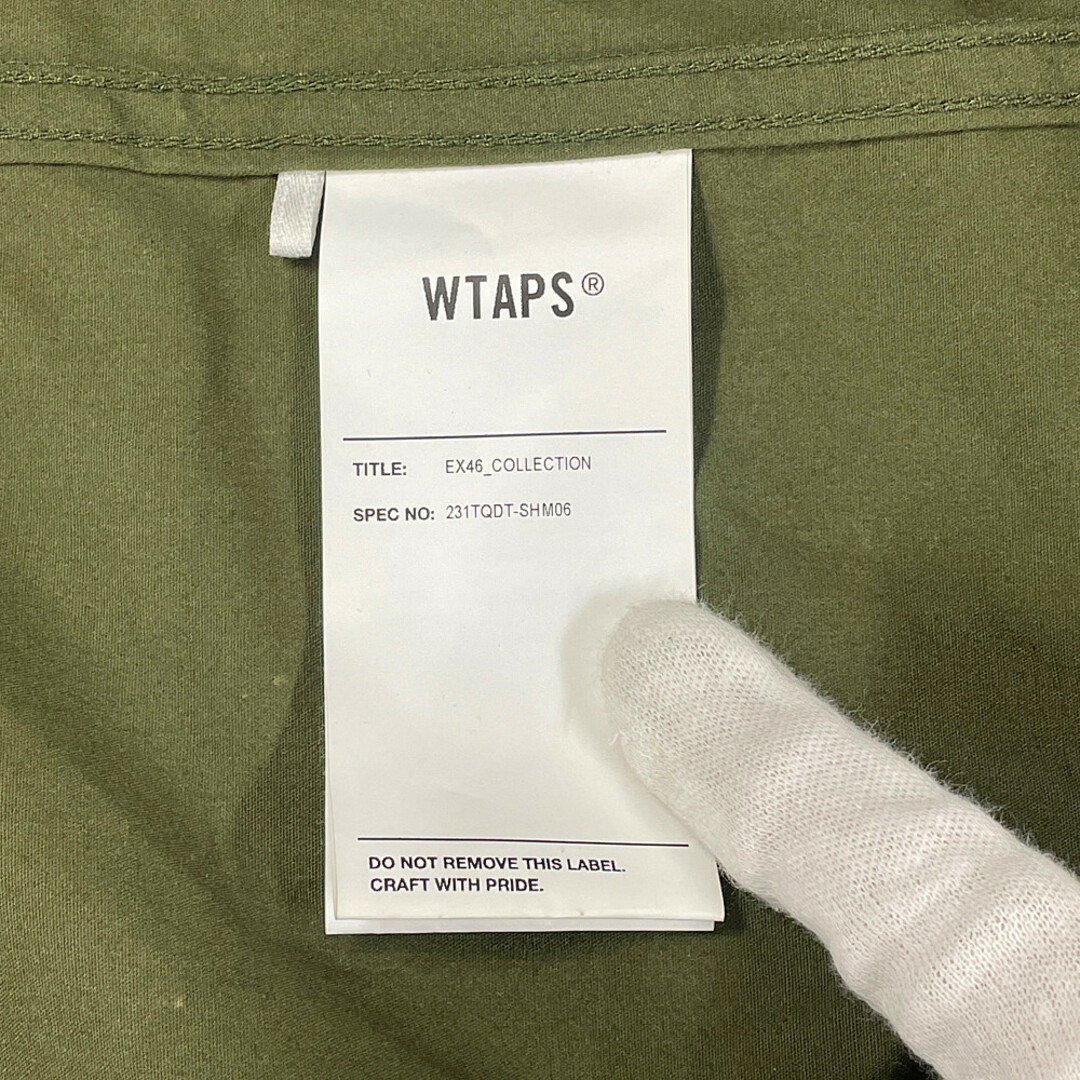 WTAPS®
TITLE: EX46_COLLECTION
SPEC NO: 231TQDT-SHM06
DO NOT REMOVE THIS LABEL.
CRAFT WITH PRIDE.